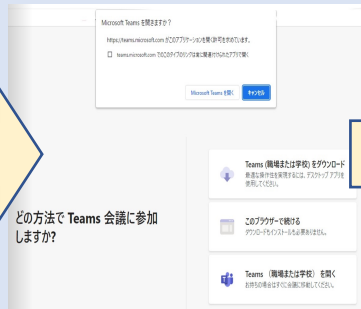 Microsoft Teams を開きますか？
https://teams.microsoft.com がこのアプリケーションを開く許可を求めています。
teams.microsoft.com でのこのタイプのリンクは常に関連付けられたアプリで開く
Microsoft Teams を開く
キャンセル
どの方法で Teams 会議に参加
しますか?
Teams (職場または学校) をダウンロード
最適な操作性を実現するには、デスクトップ アプリを
使用してください。
このブラウザーで続ける
ダウンロードもインストールも必要ありません。
Teams （職場または学校） を開く
お持ちの場合はすぐに会議に移動してください。